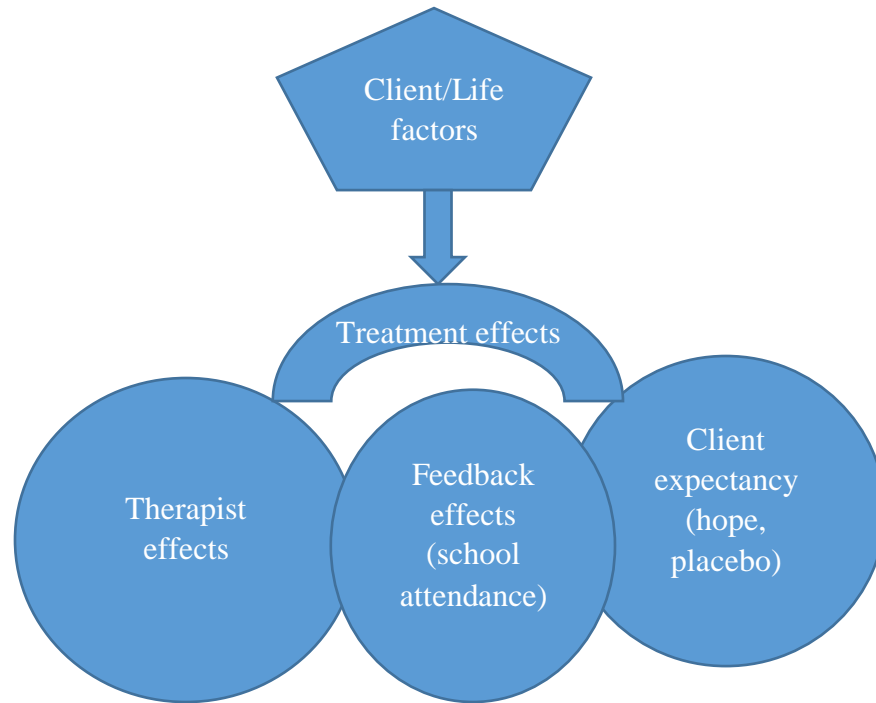 Client/Life
factors
Treatment effects
Therapist
effects
Feedback
effects
(school
attendance)
Client
expectancy
(hope,
placebo)